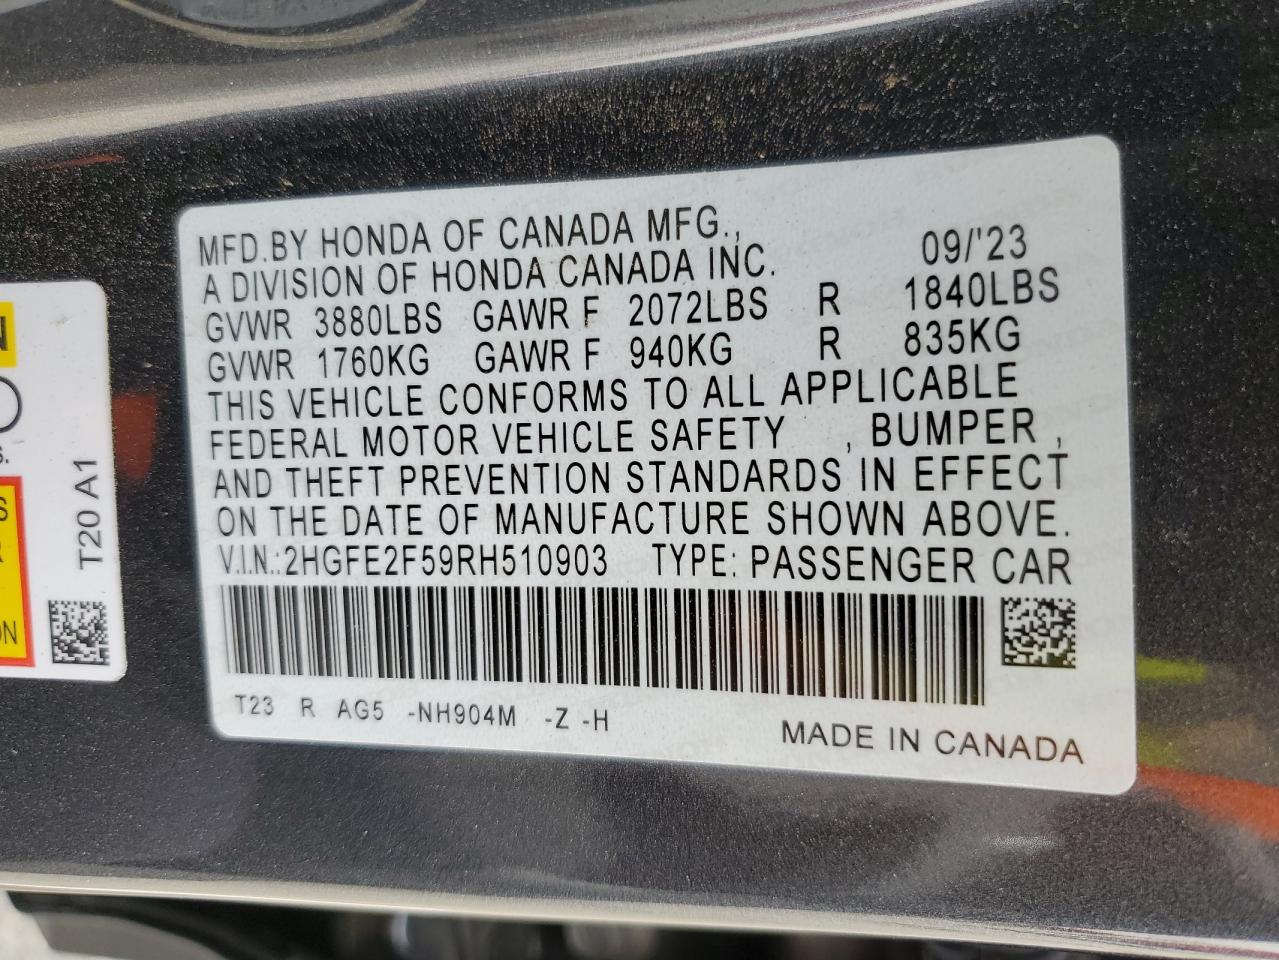 MFD.BY HONDA OF CANADA MFG.,
A DIVISION OF HONDA CANADA INC. 09/'23
GVWR 3880LBS GAWR F 2072LBS R 1840LBS
GVWR 1760KG GAWR F 940KG R 835KG
THIS VEHICLE CONFORMS TO ALL APPLICABLE
FEDERAL MOTOR VEHICLE SAFETY , BUMPER ,
AND THEFT PREVENTION STANDARDS IN EFFECT
ON THE DATE OF MANUFACTURE SHOWN ABOVE.
V.I.N.:2HGFE2F59RH510903 TYPE: PASSENGER CAR
T23 R AG5 -NH904M -Z -H
MADE IN CANADA
T20 A1